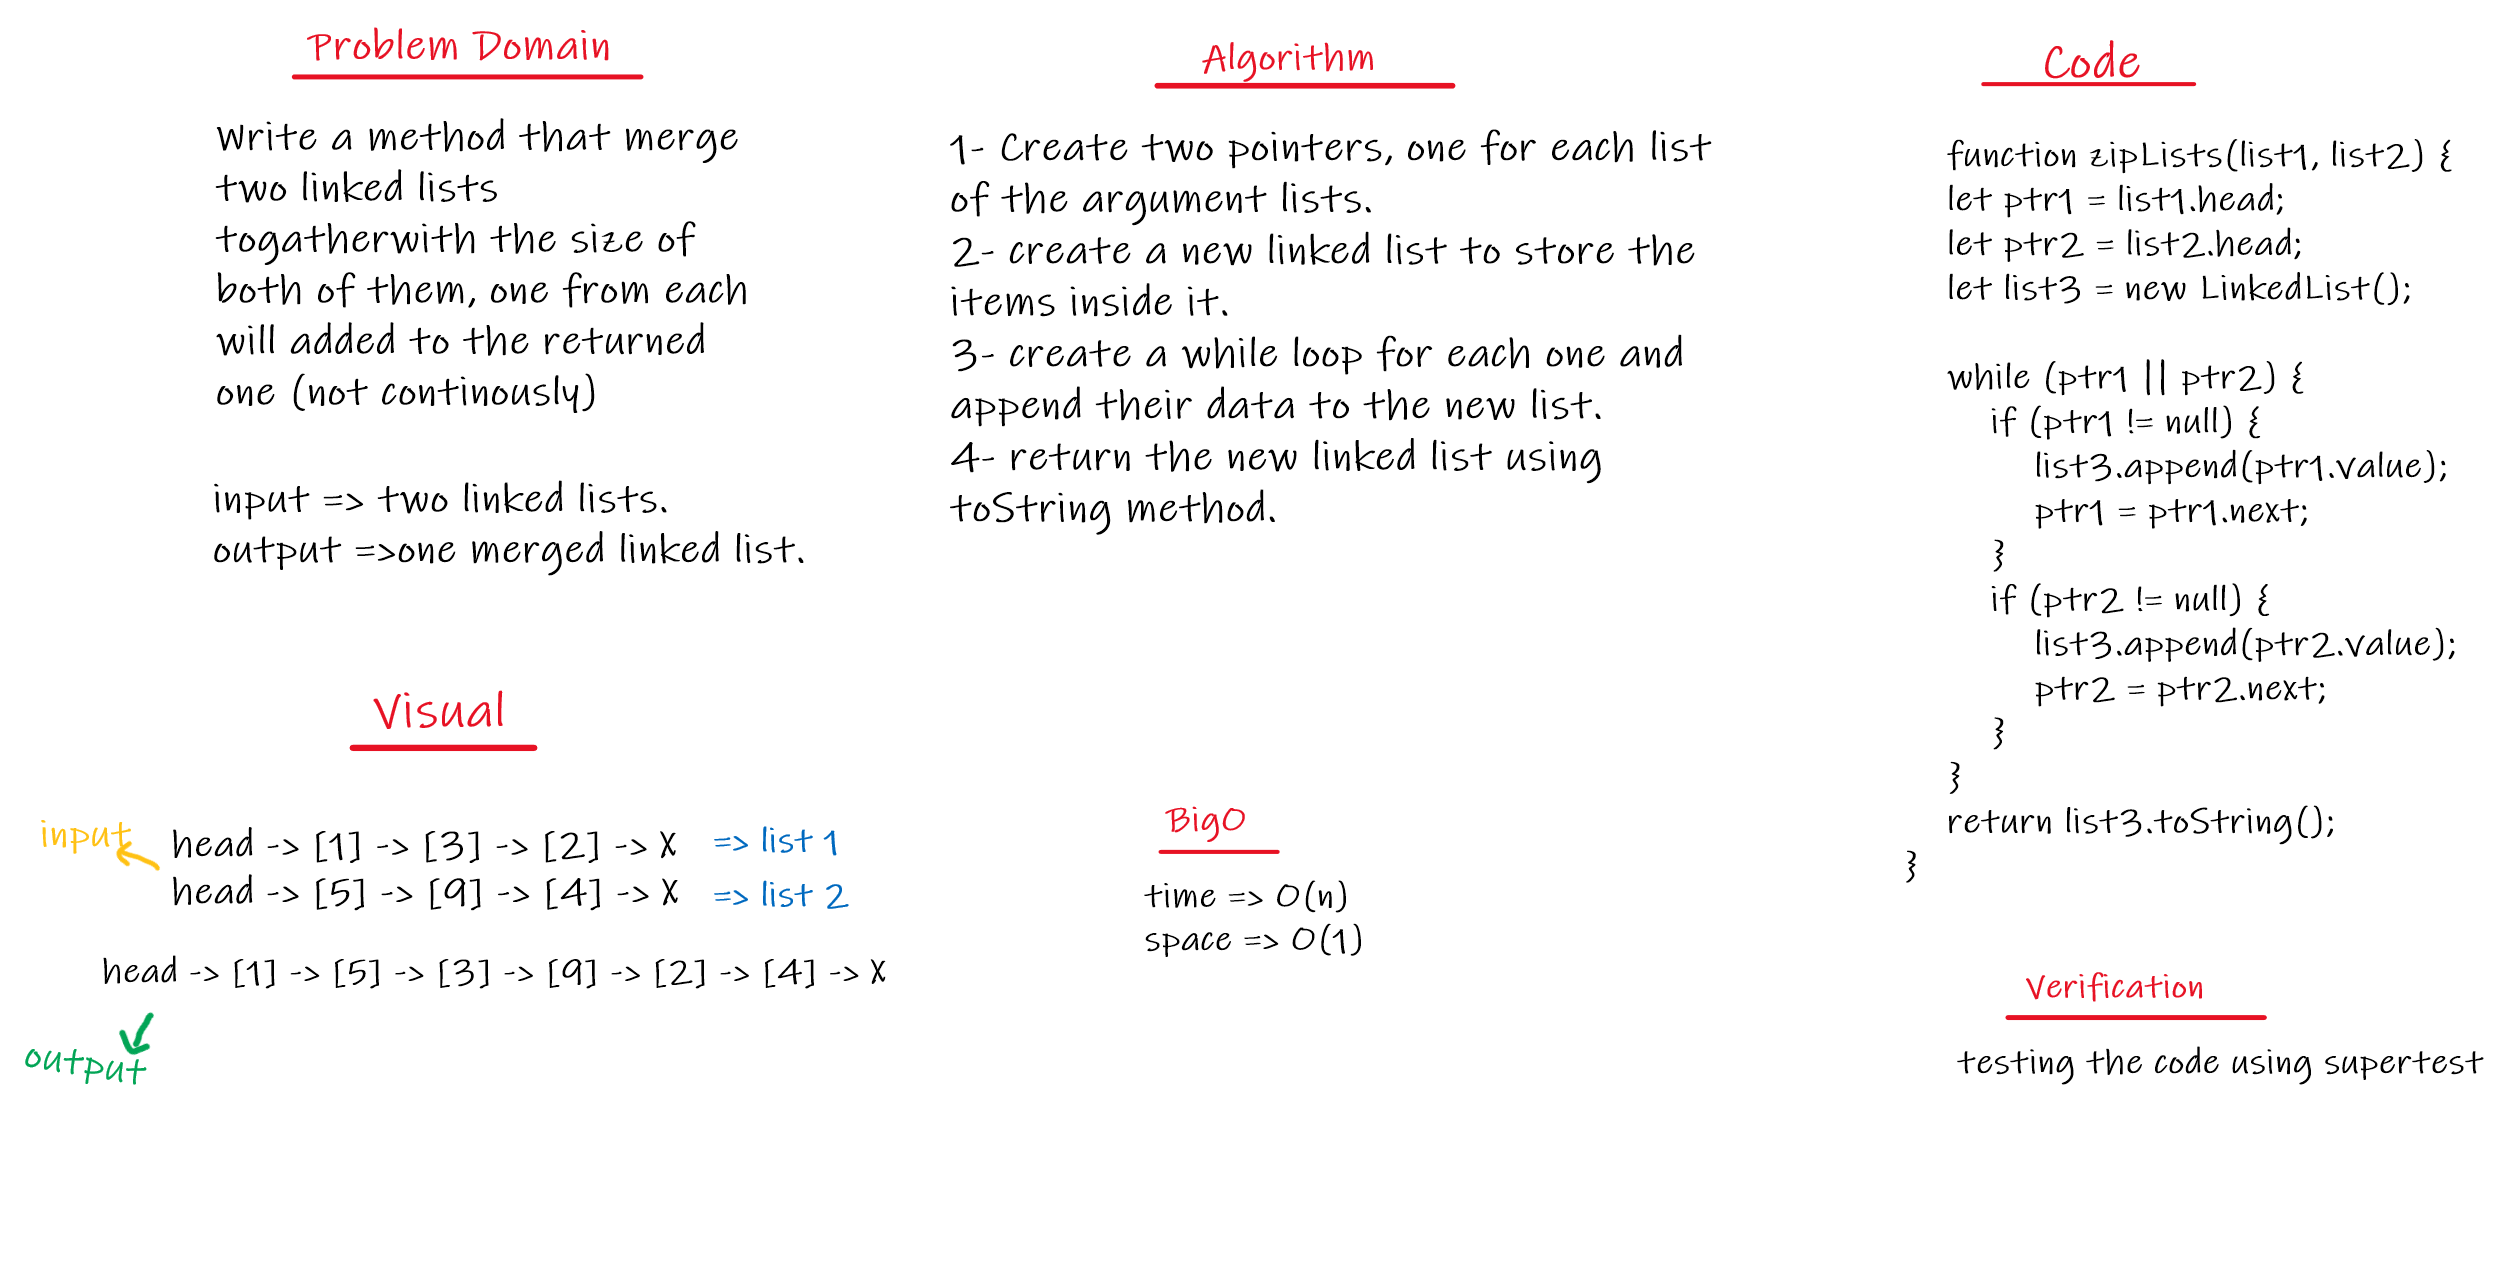 Problem Domain
Write a method that merge
two linked lists
togatherwith the size of
both of them, one from each
will added to the returned
one (not continously)
input => two linked lists.
output =>one merged linked list.
Visual
input
head -> [1] -> [3] -> [2] -> X => list 1
head -> [5] -> [9] -> [4] -> X => list 2
head -> [1] -> [5] -> [3] -> [9] -> [2] -> [4] -> X
output
Algorithm
1- Create two pointers, one for each list
of the argument lists.
2- create a new linked list to store the
items inside it.
3- create a while loop for each one and
append their data to the new list.
4- return the new linked list using
toString method.
BigO
time => O(n)
space => O(1)
Code
function zipLists(list1, list2) {
let ptr1 = list1.head;
let ptr2 = list2.head;
let list3 = new LinkedList();
while (ptr1 || ptr2) {
if (ptr1 != null) {
list3.append(ptr1.value);
ptr1 = ptr1.next;
}
if (ptr2 != null) {
list3.append(ptr2.value);
ptr2 = ptr2.next;
}
}
return list3.toString();
}
Verification
testing the code using supertest